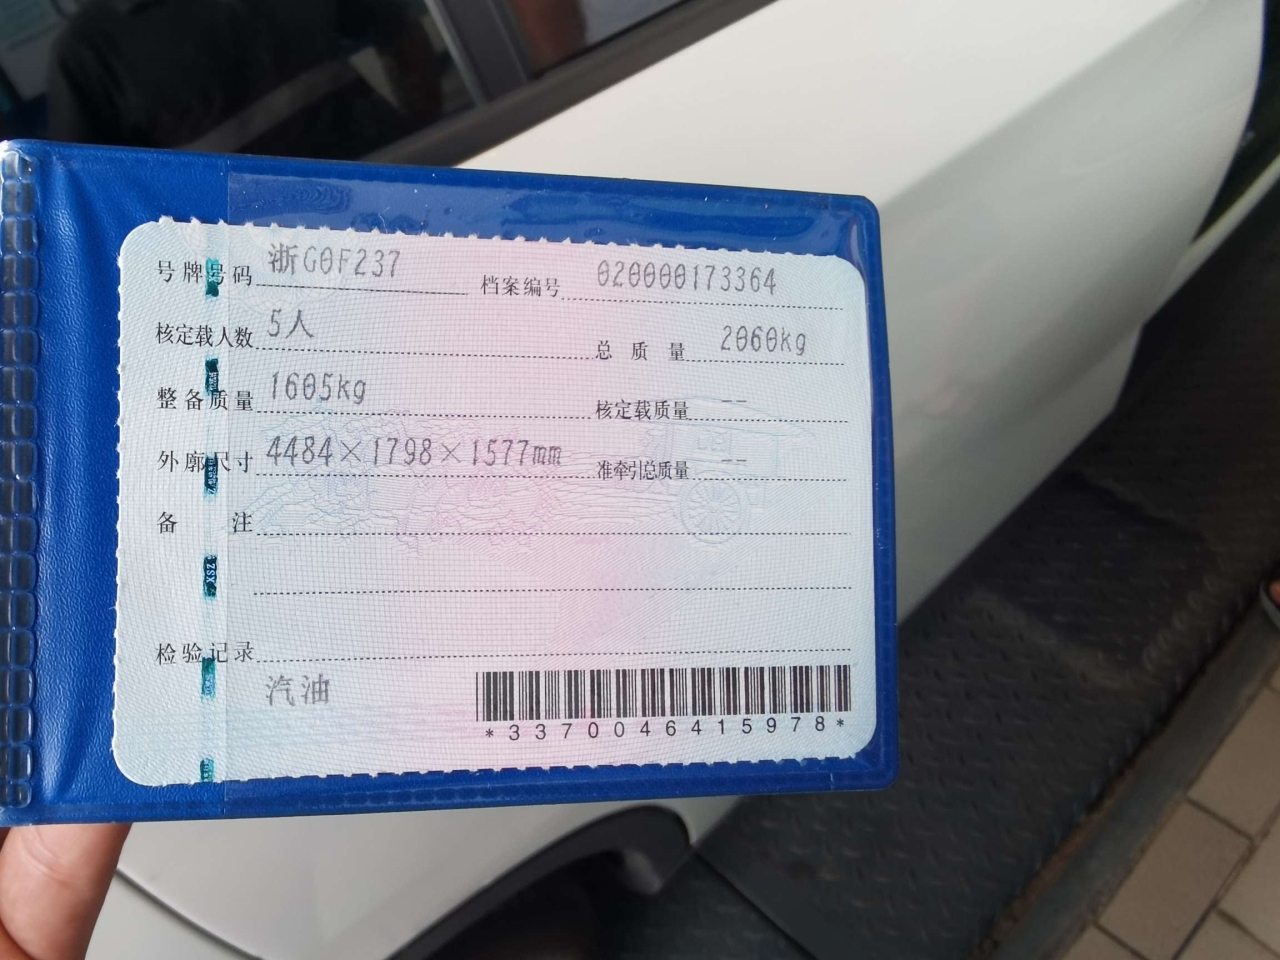 号牌号码 浙G0F237 档案编号 020000173364
核定载人数 5人 总质量 2060kg
整备质量 1605kg 核定载质量 --
外廓尺寸 4484×1798×1577mm 准牵引总质量 --
备注
检验记录
汽油
*3370046415978*